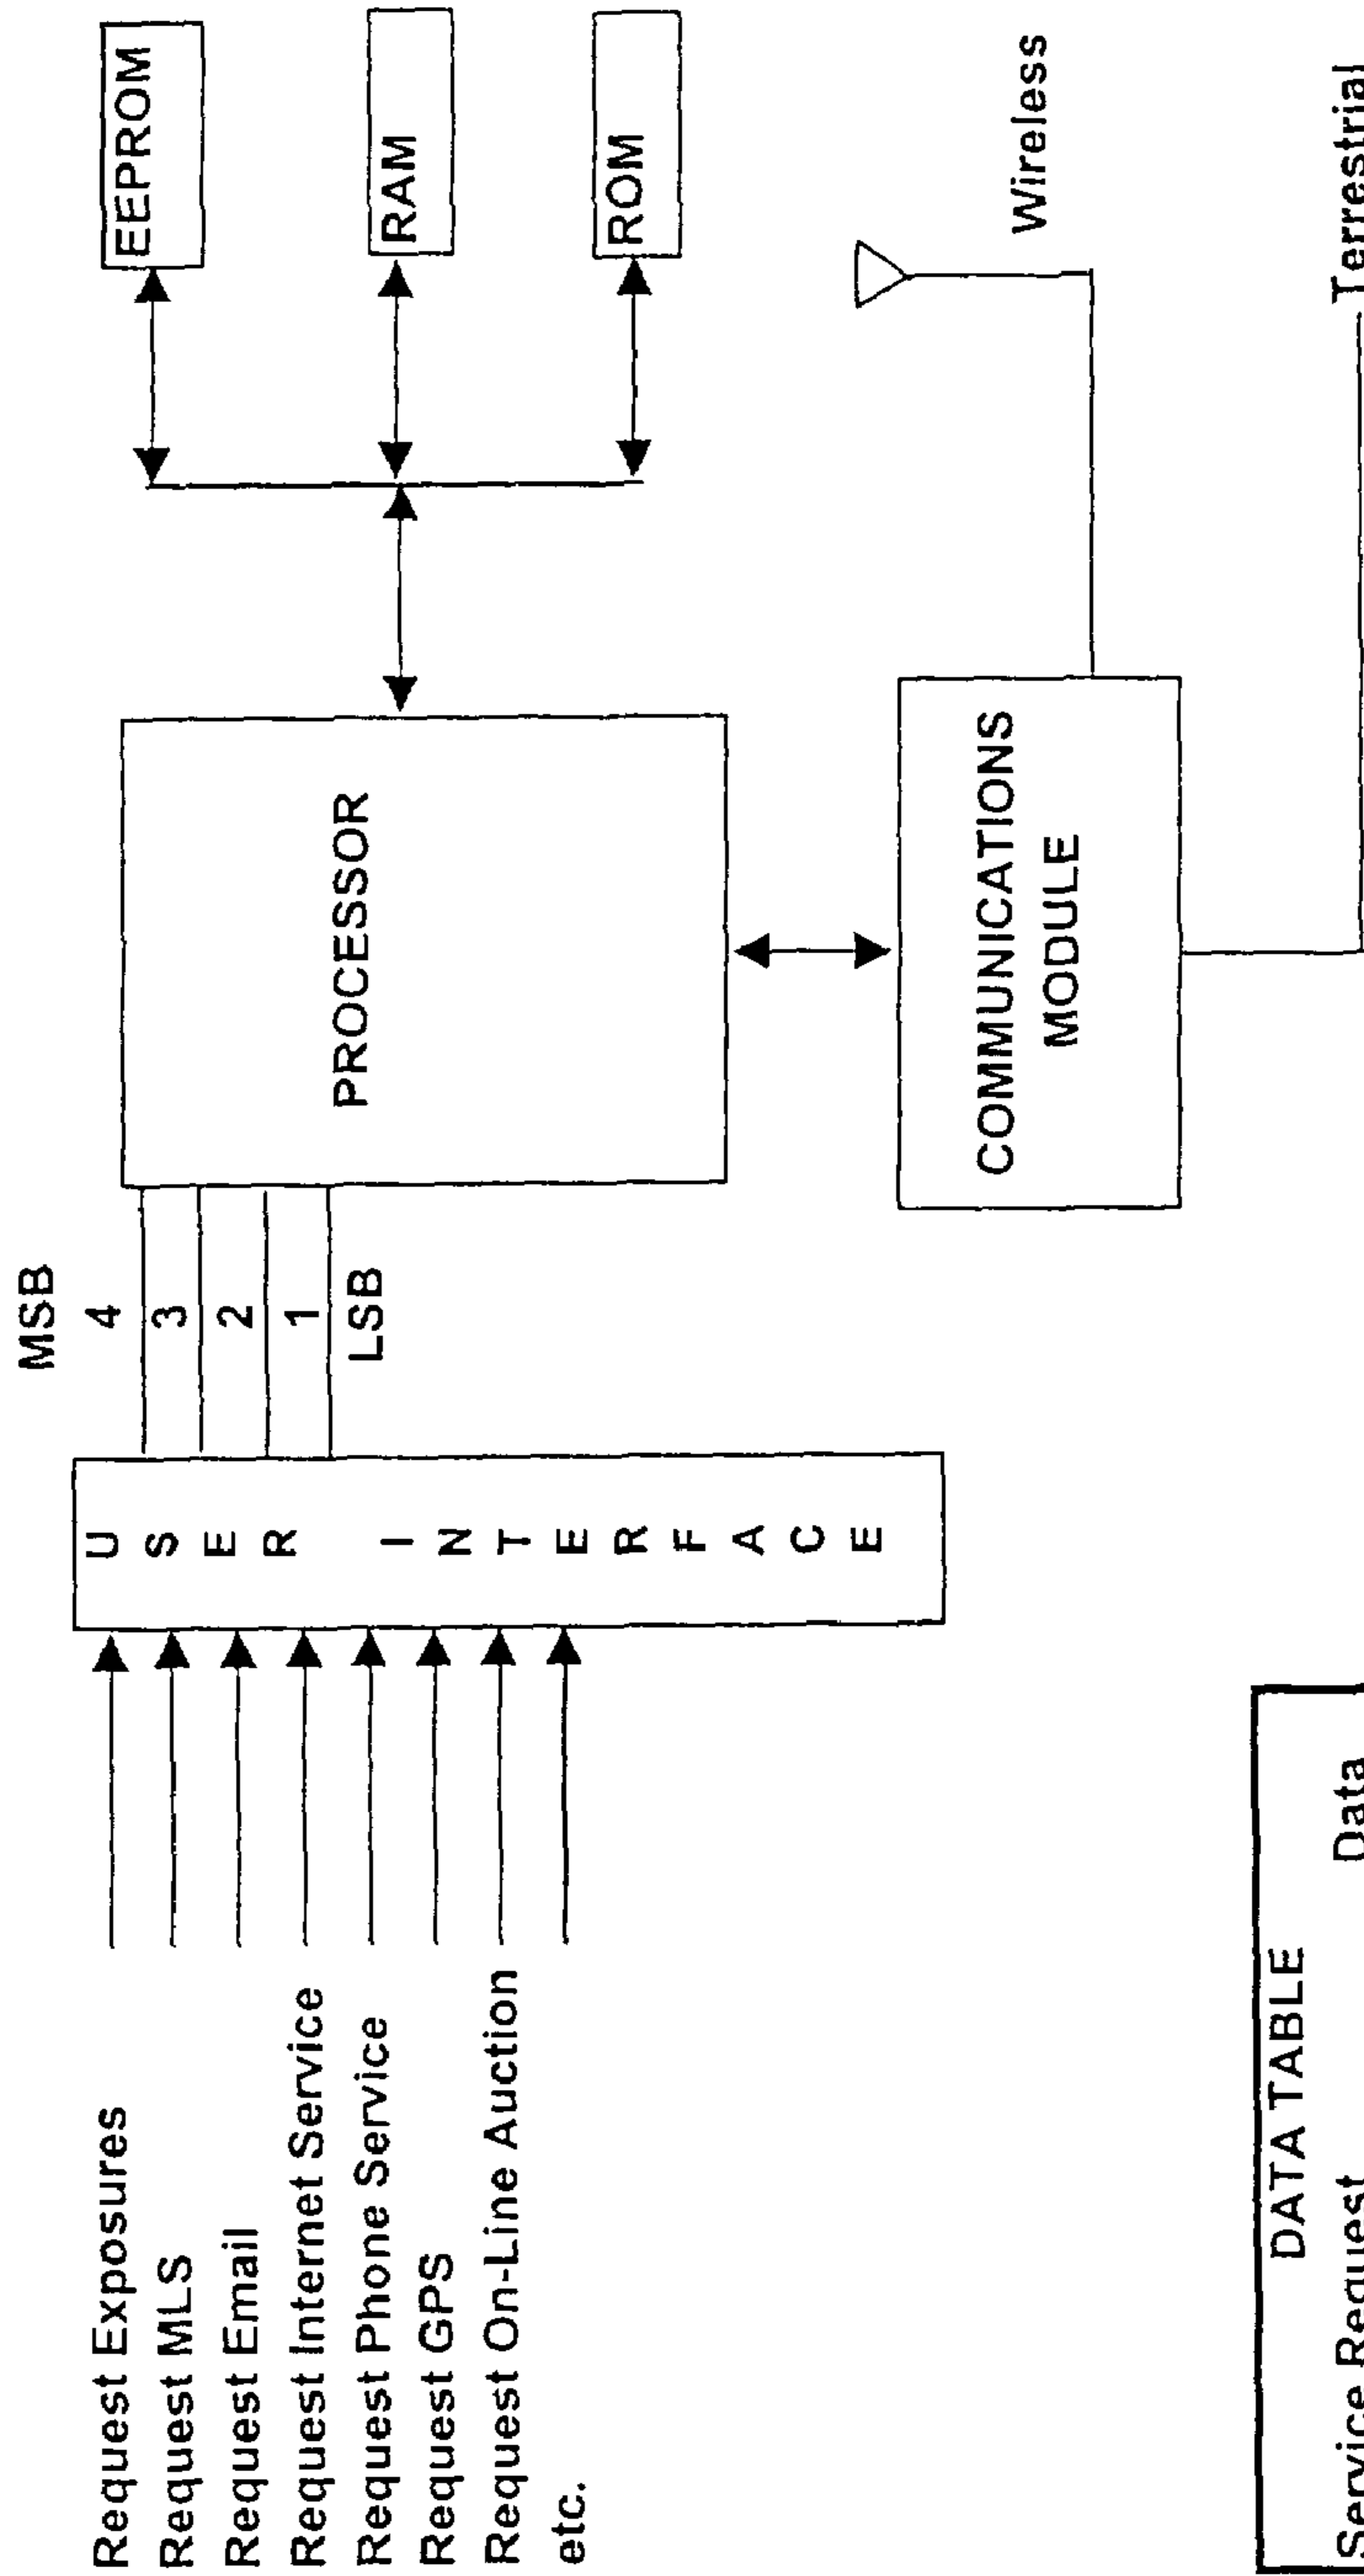 Request Exposures
Request MLS
Request Email
Request Internet Service
Request Phone Service
Request GPS
Request On-Line Auction
etc.
USER INTERFACE
MSB
4
3
2
1
LSB
PROCESSOR
EEPROM
RAM
ROM
COMMUNICATIONS
MODULE
Wireless
Terrestrial
DATA TABLE
Service Request Data